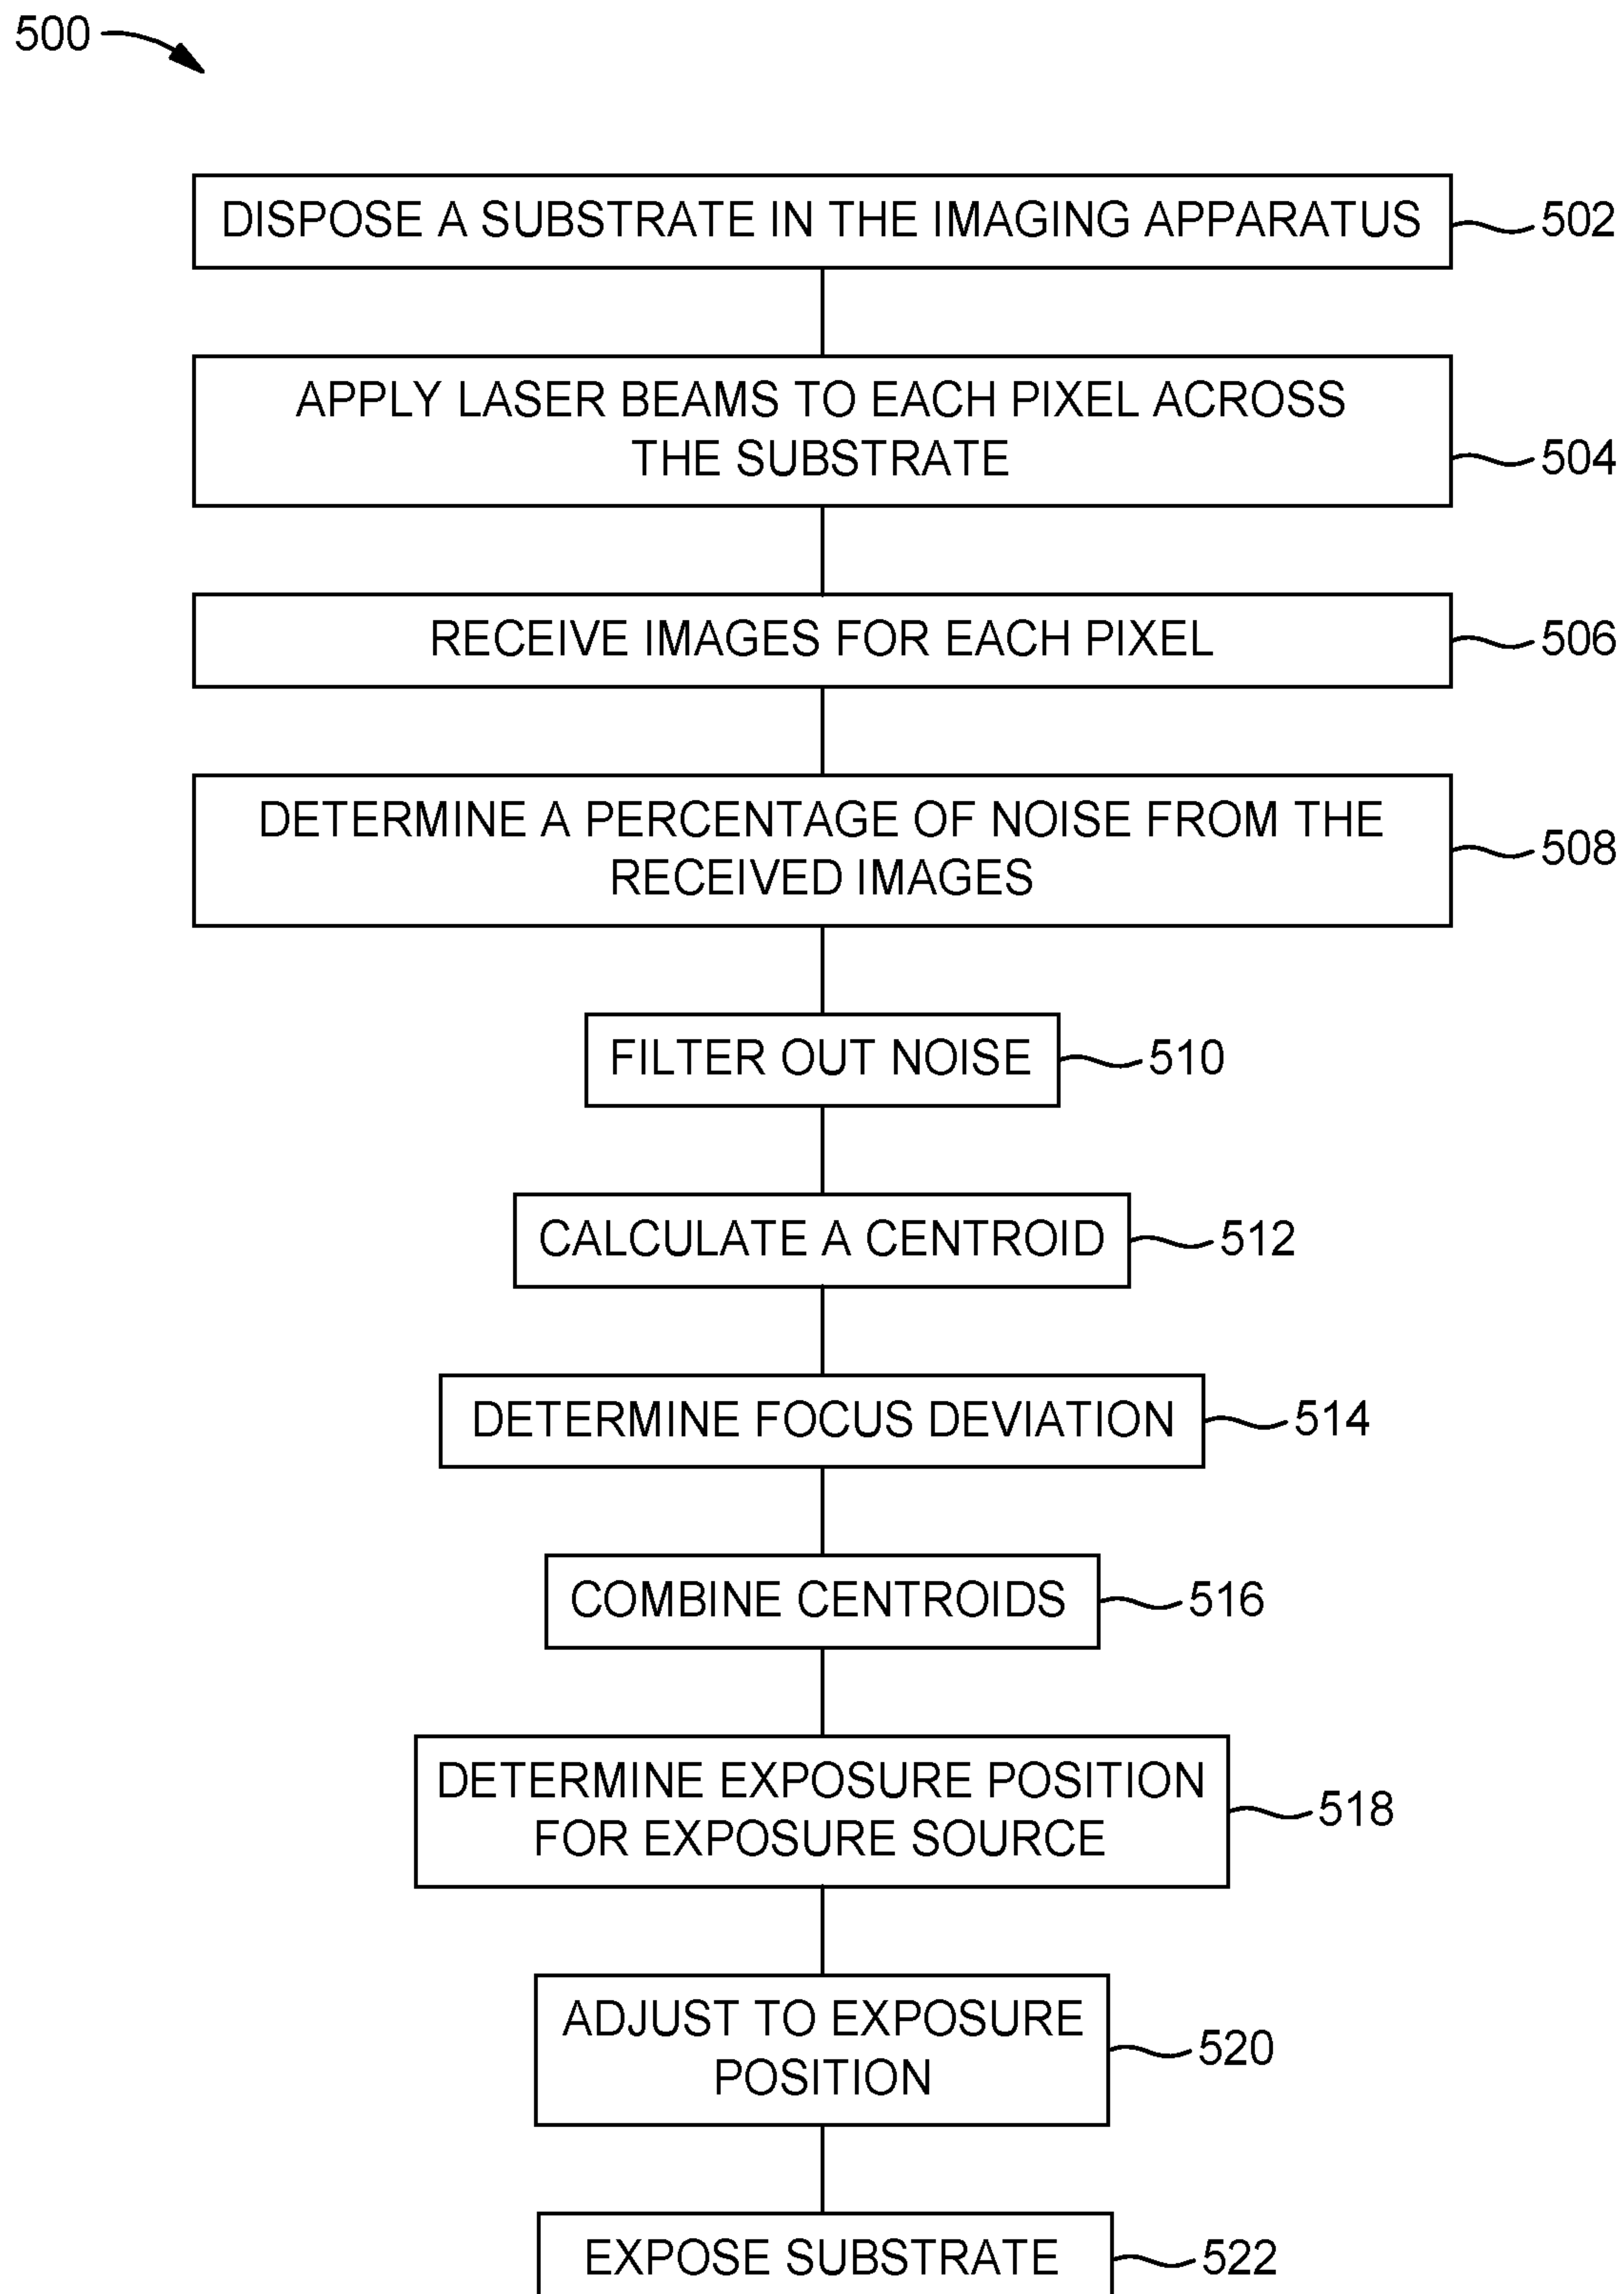 500
DISPOSE A SUBSTRATE IN THE IMAGING APPARATUS
502
APPLY LASER BEAMS TO EACH PIXEL ACROSS
THE SUBSTRATE
504
RECEIVE IMAGES FOR EACH PIXEL
506
DETERMINE A PERCENTAGE OF NOISE FROM THE
RECEIVED IMAGES
508
FILTER OUT NOISE
510
CALCULATE A CENTROID
512
DETERMINE FOCUS DEVIATION
514
COMBINE CENTROIDS
516
DETERMINE EXPOSURE POSITION
FOR EXPOSURE SOURCE
518
ADJUST TO EXPOSURE
POSITION
520
EXPOSE SUBSTRATE
522